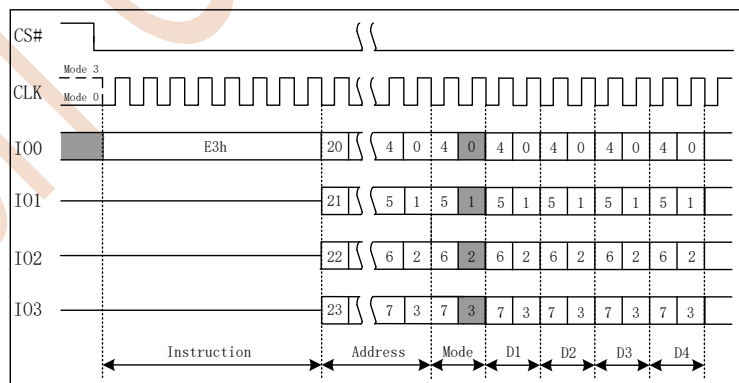 CS#
Mode 3
CLK
Mode 0
IO0 E3h 20 4 0 4 0 4 0 4 0 4 0 4 0
IO1 21 5 1 5 1 5 1 5 1 5 1 5 1
IO2 22 6 2 6 2 6 2 6 2 6 2 6 2
IO3 23 7 3 7 3 7 3 7 3 7 3 7 3
Instruction Address Mode D1 D2 D3 D4